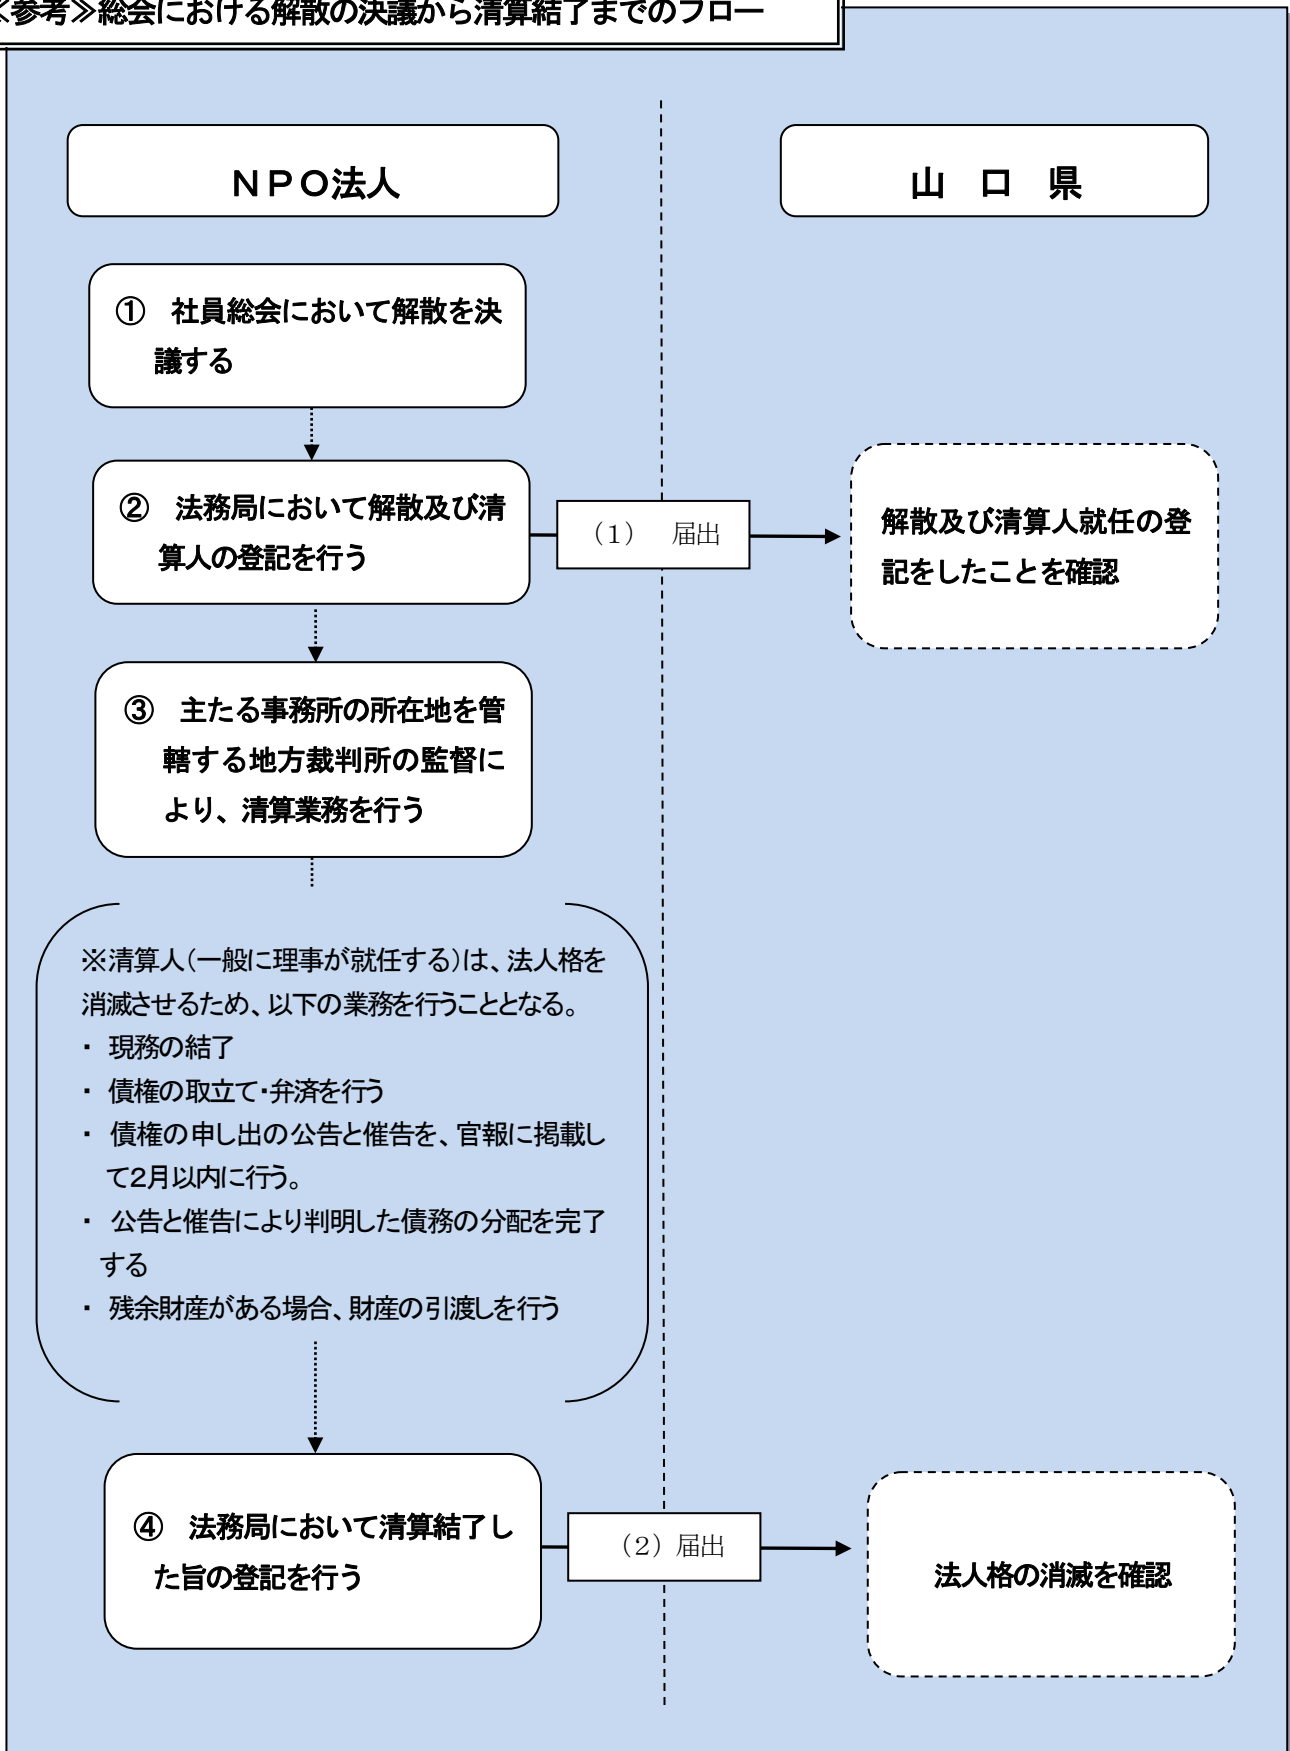 ≪参考≫総会における解散の決議から清算結了までのフロー
ＮＰＯ法人
山　口　県
①　社員総会において解散を決
議する
②　法務局において解散及び清
算人の登記を行う
（1）　届出
解散及び清算人就任の登
記をしたことを確認
③　主たる事務所の所在地を管
轄する地方裁判所の監督に
より、清算業務を行う
※清算人（一般に理事が就任する）は、法人格を
消滅させるため、以下の業務を行うこととなる。
・ 現務の結了
・ 債権の取立て・弁済を行う
・ 債権の申し出の公告と催告を、官報に掲載し
て2月以内に行う。
・ 公告と催告により判明した債務の分配を完了
する
・ 残余財産がある場合、財産の引渡しを行う
④　法務局において清算結了し
た旨の登記を行う
（2）届出
法人格の消滅を確認